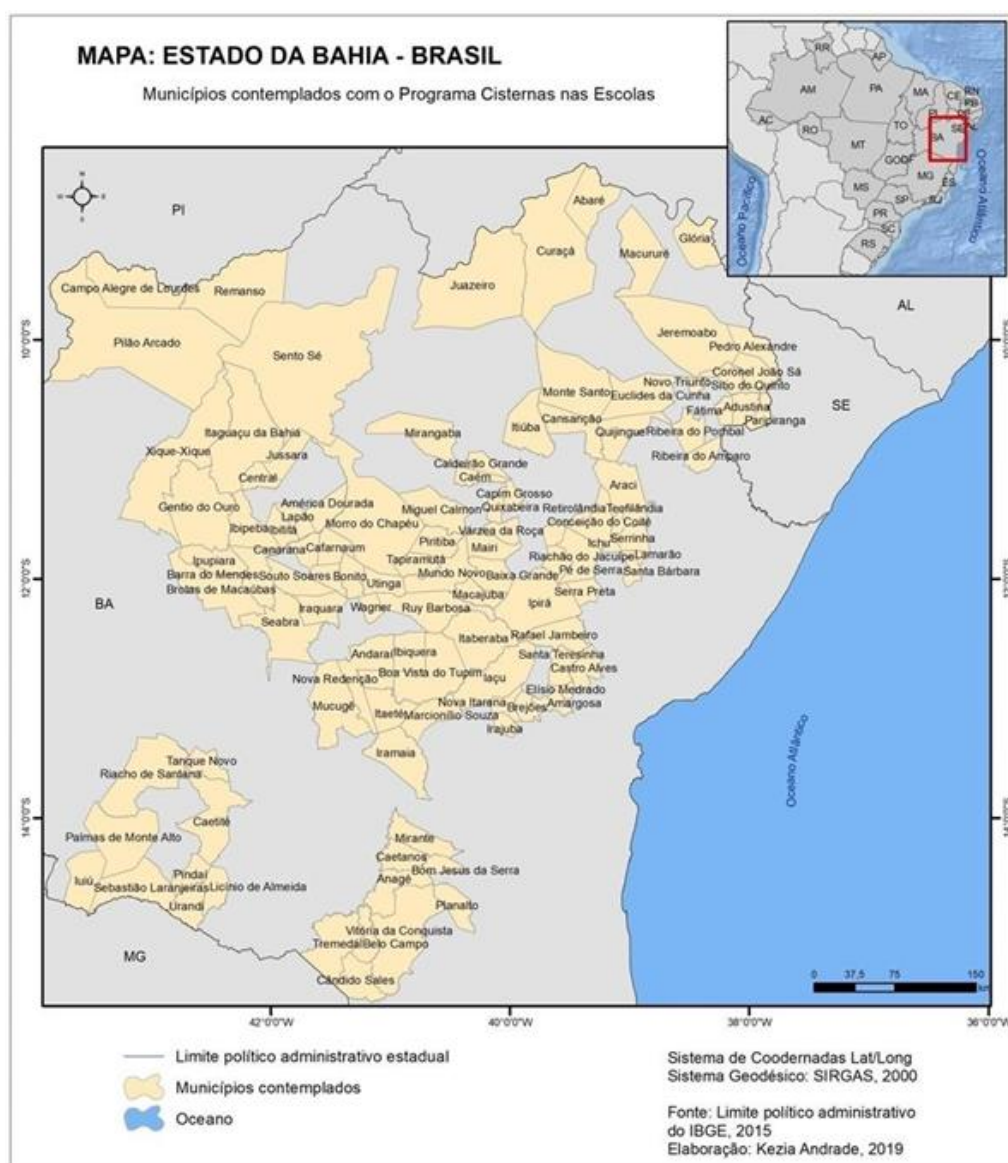 MAPA: ESTADO DA BAHIA - BRASIL
Municípios contemplados com o Programa Cisternas nas Escolas
RR
AP
AM
PA
MA
CE
RN
PB
PI
AC
RO
TO
SE
AL
BA
MT
GO
DF
MG
ES
MS
SP
RJ
PR
SC
RS
Oceano Pacífico
Oceano Atlântico
PI
AL
SE
BA
MG
Abaré
Curaçá
Glória
Macururé
Juazeiro
Campo Alegre de Lourdes
Remanso
Jeremoabo
Pilão Arcado
Pedro Alexandre
Sento Sé
Coronel João Sá
Novo Triunfo
Sítio do Quinto
Monte Santo
Euclides da Cunha
Fátima
Adustina
Cansanção
Paripiranga
Itaguaçu da Bahia
Mirangaba
Itiúba
Quijingue
Ribeira do Pombal
Xique-Xique
Jussara
Ribeira do Amparo
Caldeirão Grande
Central
Caém
Araci
Capim Grosso
Gentio do Ouro
América Dourada
Miguel Calmon
Quixabeira
Retirolândia
Teofilândia
Lapão
Morro do Chapéu
Conceição do Coité
Ibipeba
Ibititá
Várzea da Roça
Piritiba
Ichu
Serrinha
Canarana
Cafarnaum
Mairi
Riachão do Jacuípe
Lamarão
Ipupiara
Tapiramutá
Pé de Serra
Santa Bárbara
Barra do Mendes
Souto Soares
Bonito
Mundo Novo
Baixa Grande
Brotas de Macaúbas
Utinga
Macajuba
Serra Preta
Iraquara
Wagner
Ruy Barbosa
Ipirá
Seabra
Itaberaba
Rafael Jambeiro
Andaraí
Ibiquera
Santa Teresinha
Castro Alves
Nova Redenção
Boa Vista do Tupim
Iaçu
Elísio Medrado
Mucugê
Nova Itarana
Brejões
Amargosa
Itaeté
Marcionílio Souza
Irajuba
Iramaia
Tanque Novo
Riacho de Santana
Caetité
Palmas de Monte Alto
Mirante
Caetanos
Bom Jesus da Serra
Pindaí
Anagé
Iuiú
Sebastião Laranjeiras
Licínio de Almeida
Urandi
Planalto
Vitória da Conquista
Tremedal
Belo Campo
Cândido Sales
Oceano Atlântico
10°0'0"S
12°0'0"S
14°0'0"S
42°0'0"W
40°0'0"W
38°0'0"W
36°0'0"W
0 37,5 75 150
km
Limite político administrativo estadual
Municípios contemplados
Oceano
Sistema de Coodernadas Lat/Long
Sistema Geodésico: SIRGAS, 2000
Fonte: Limite político administrativo
do IBGE, 2015
Elaboração: Kezia Andrade, 2019